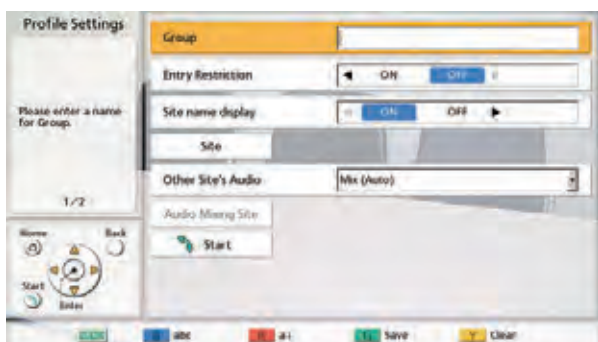 Profile Settings
Please enter a name
for Group.
1/2
Home
Back
Start
Enter
Group
Entry Restriction
ON
OFF
Site name display
ON
OFF
Site
Other Site's Audio
Mix (Auto)
Audio Mixing Site
Start
B
abc
R
Save
Y
Clear